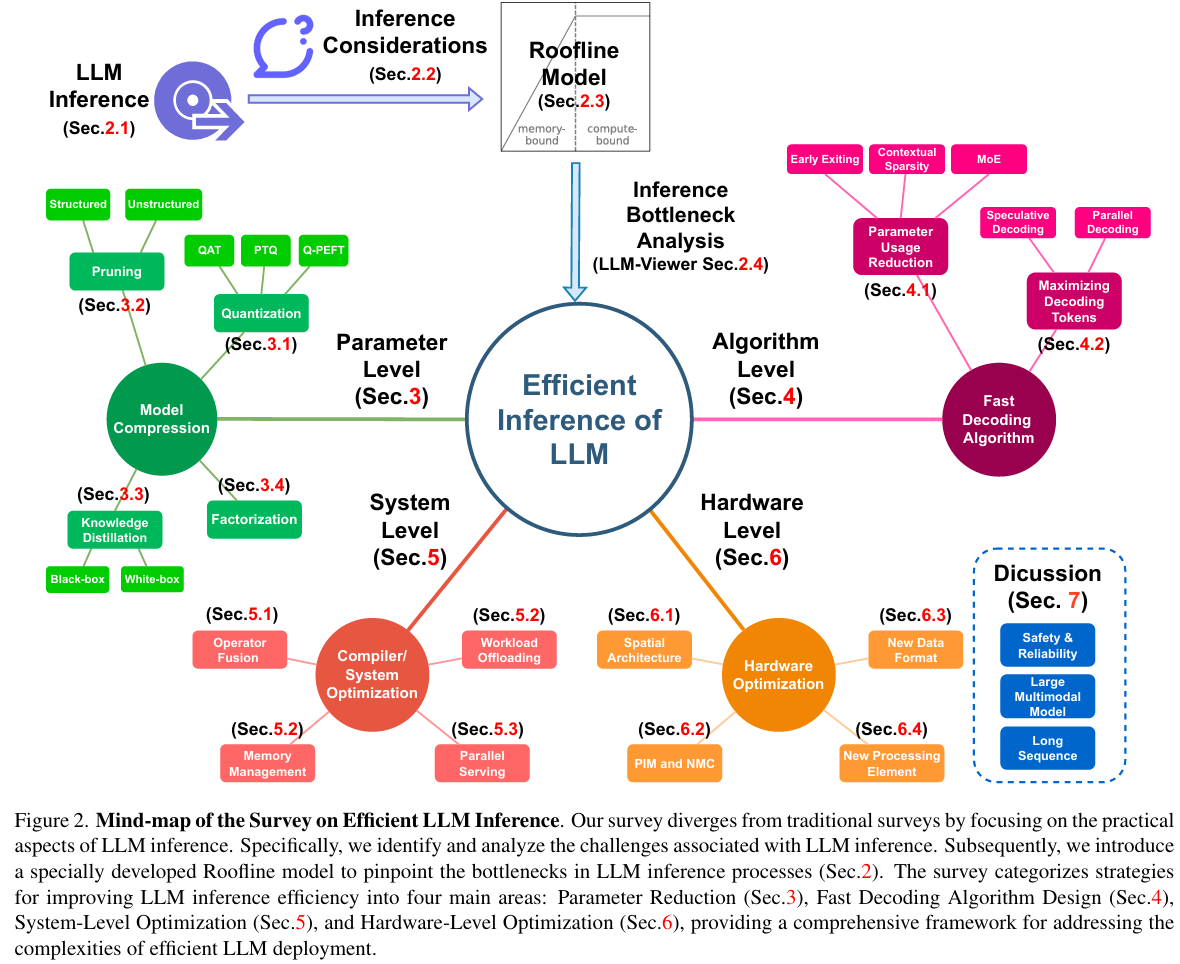 LLM
Inference
(Sec.2.1)
Inference
Considerations
(Sec.2.2)
Roofline
Model
(Sec.2.3)
memory-
bound
compute-
bound
Inference
Bottleneck
Analysis
(LLM-Viewer Sec.2.4)
Structured
Unstructured
Pruning
(Sec.3.2)
QAT
PTQ
Q-PEFT
Quantization
(Sec.3.1)
Model
Compression
(Sec.3.3)
Knowledge
Distillation
Black-box
White-box
(Sec.3.4)
Factorization
Parameter
Level
(Sec.3)
Efficient
Inference of
LLM
Algorithm
Level
(Sec.4)
Early Exiting
Contextual
Sparsity
MoE
Parameter
Usage
Reduction
(Sec.4.1)
Speculative
Decoding
Parallel
Decoding
Maximizing
Decoding
Tokens
(Sec.4.2)
Fast
Decoding
Algorithm
System
Level
(Sec.5)
(Sec.5.1)
Operator
Fusion
(Sec.5.2)
Workload
Offloading
Compiler/
System
Optimization
(Sec.5.2)
Memory
Management
(Sec.5.3)
Parallel
Serving
Hardware
Level
(Sec.6)
(Sec.6.1)
Spatial
Architecture
(Sec.6.3)
New Data
Format
Hardware
Optimization
(Sec.6.2)
PIM and NMC
(Sec.6.4)
New Processing
Element
Dicussion
(Sec. 7)
Safety &
Reliability
Large
Multimodal
Model
Long
Sequence
Figure 2. Mind-map of the Survey on Efficient LLM Inference. Our survey diverges from traditional surveys by focusing on the practical
aspects of LLM inference. Specifically, we identify and analyze the challenges associated with LLM inference. Subsequently, we introduce
a specially developed Roofline model to pinpoint the bottlenecks in LLM inference processes (Sec.2). The survey categorizes strategies
for improving LLM inference efficiency into four main areas: Parameter Reduction (Sec.3), Fast Decoding Algorithm Design (Sec.4),
System-Level Optimization (Sec.5), and Hardware-Level Optimization (Sec.6), providing a comprehensive framework for addressing the
complexities of efficient LLM deployment.